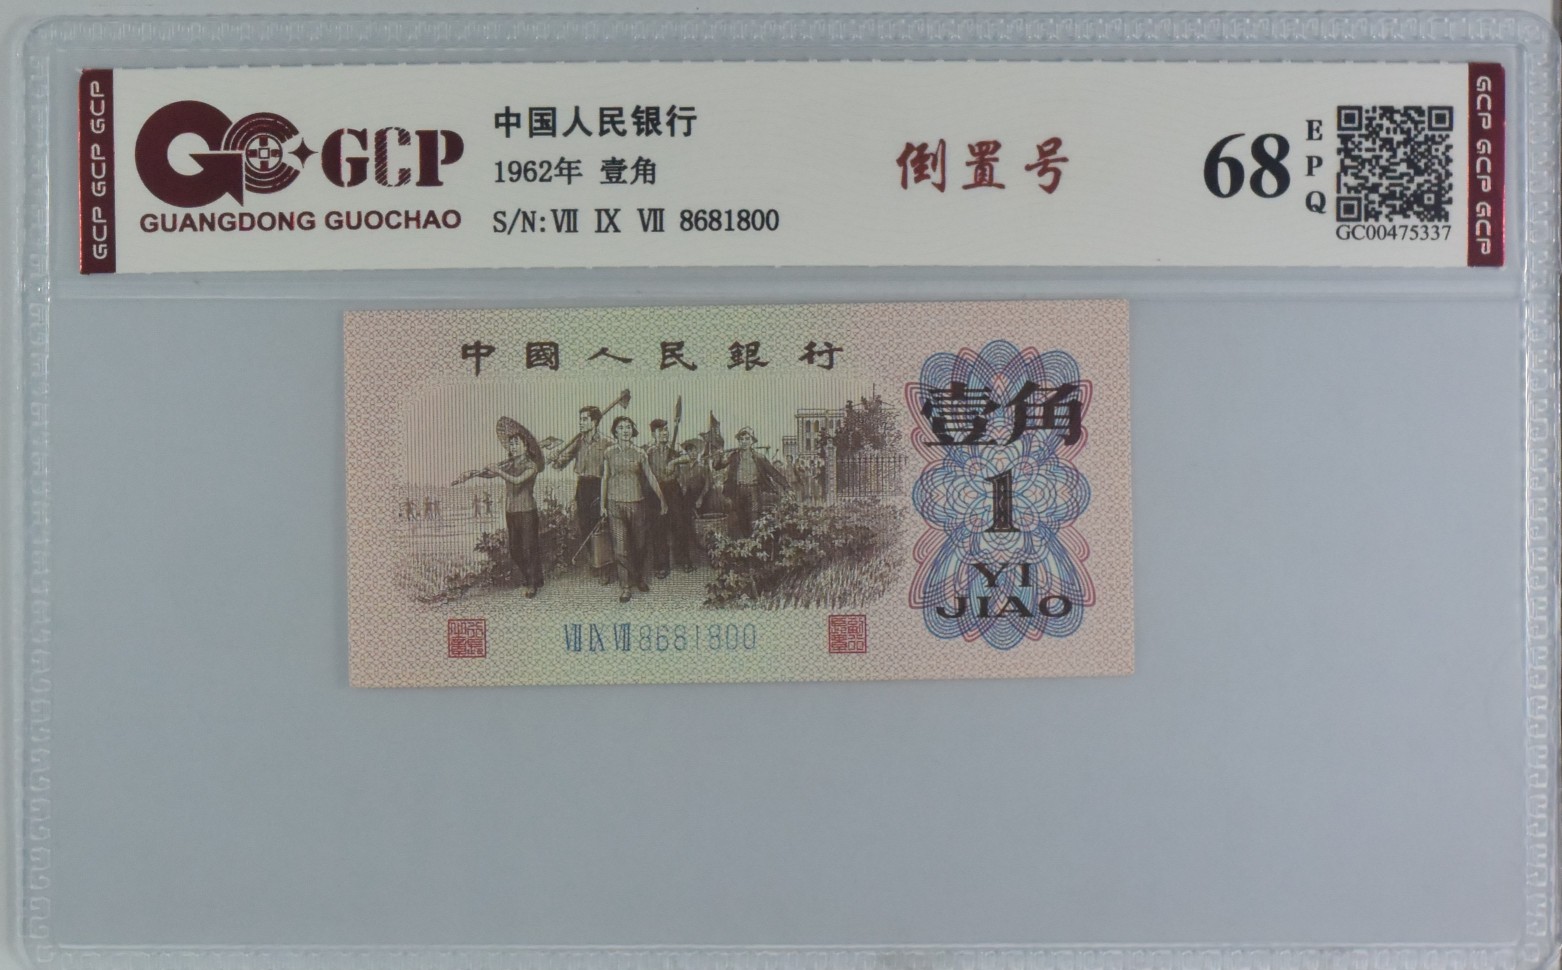 GCP GCP GCP
GCP
GUANGDONG GUOCHAO
中国人民银行
1962年 壹角
S/N: Ⅶ Ⅸ Ⅶ 8681800
倒置号
68
EPQ
GC00475337
GCP GCP GCP
中國人民銀行
壹角
1
YI
JIAO
Ⅶ Ⅸ Ⅶ 8681800